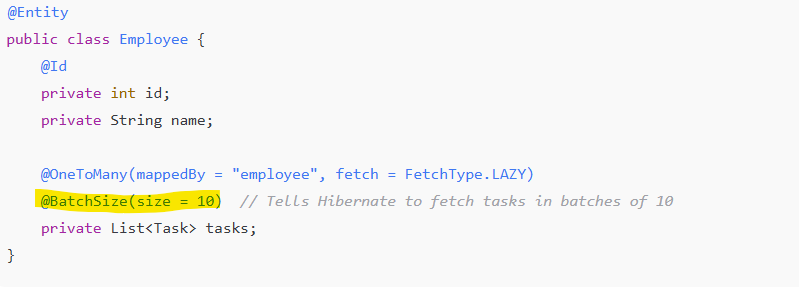 @Entity
public class Employee {
@Id
private int id;
private String name;
@OneToMany(mappedBy = "employee", fetch = FetchType.LAZY)
@BatchSize(size = 10)  // Tells Hibernate to fetch tasks in batches of 10
private List<Task> tasks;
}